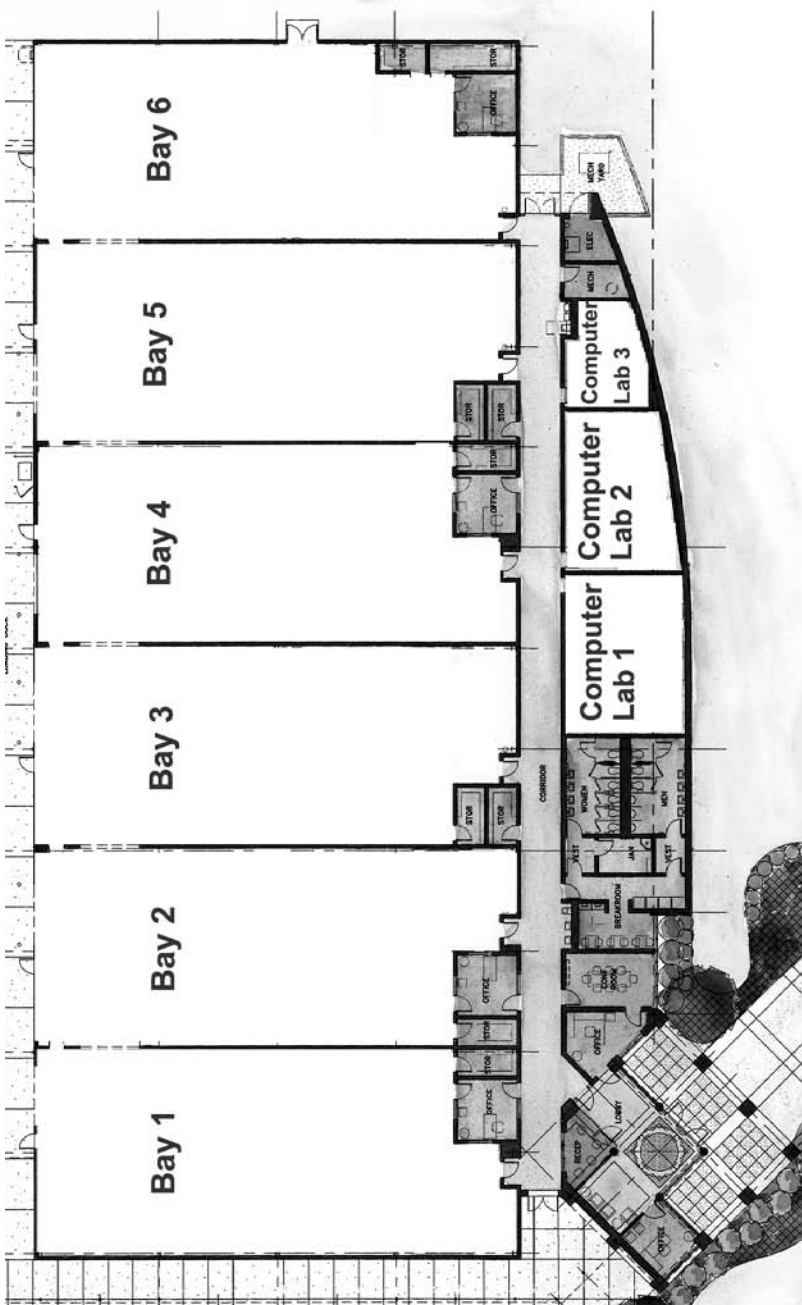 Bay 6
STOR
STOR
OFFICE
MECH
YARD
ELEC
MECH
Bay 5
STOR
STOR
Computer
Lab 3
Bay 4
STOR
OFFICE
Computer
Lab 2
Computer
Lab 1
Bay 3
STOR
STOR
CORRIDOR
WOMEN
MEN
VEST
JAN
VEST
Bay 2
OFFICE
STOR
BREAKROOM
CONF
ROOM
OFFICE
Bay 1
STOR
OFFICE
LOBBY
RECEP
OFFICE